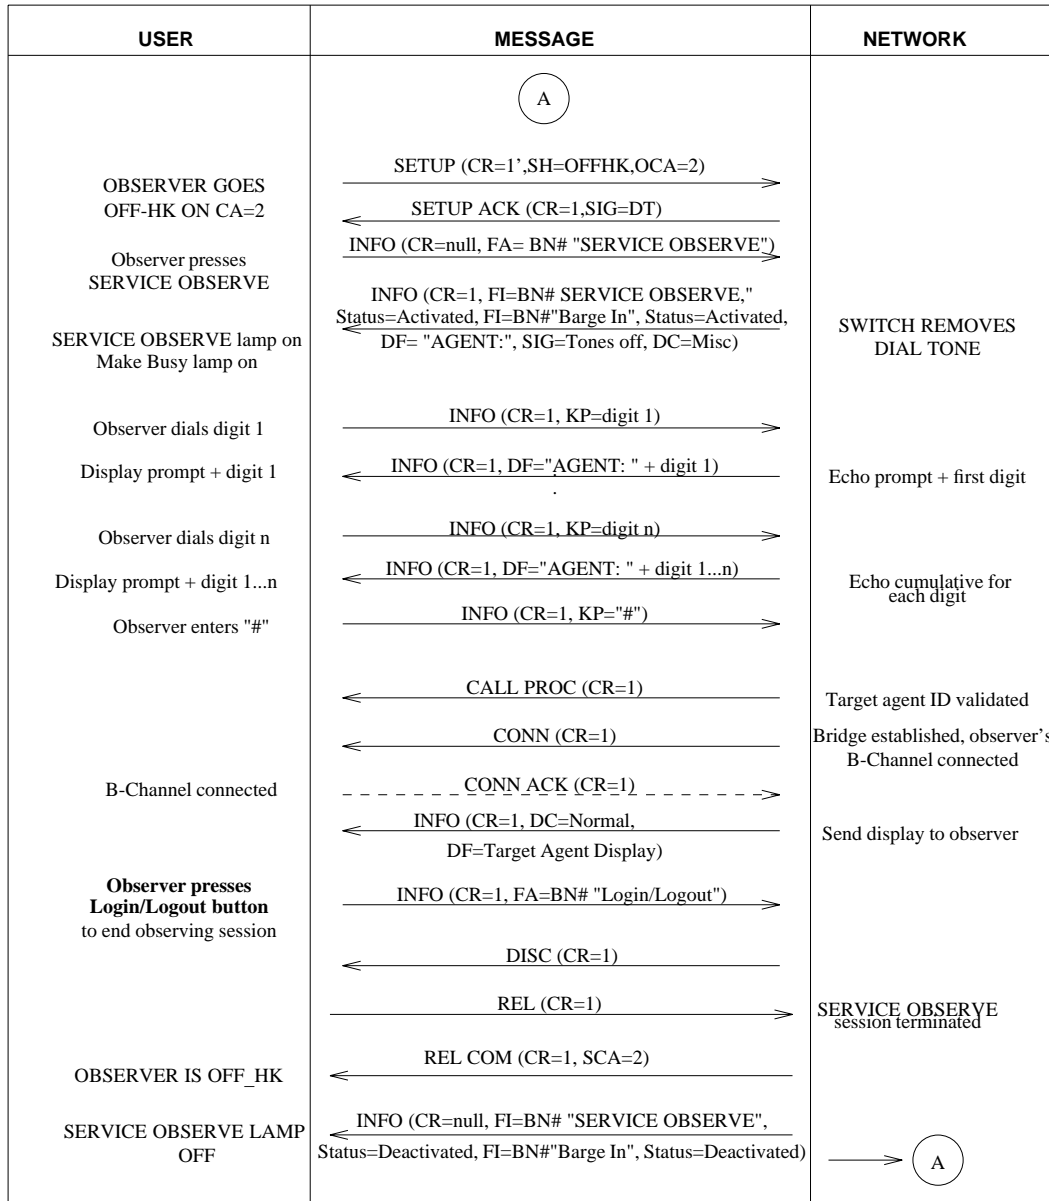 USER MESSAGE NETWORK
A
SETUP (CR=1’,SH=OFFHK,OCA=2)
OBSERVER GOES
OFF-HK ON CA=2
SETUP ACK (CR=1,SIG=DT)
INFO (CR=null, FA= BN# "SERVICE OBSERVE")
Observer presses
SERVICE OBSERVE
INFO (CR=1, FI=BN# SERVICE OBSERVE,"
Status=Activated, FI=BN#"Barge In", Status=Activated,
DF= "AGENT:", SIG=Tones off, DC=Misc)
SERVICE OBSERVE lamp on
Make Busy lamp on
SWITCH REMOVES
DIAL TONE
INFO (CR=1, KP=digit 1)
Observer dials digit 1
INFO (CR=1, DF="AGENT: " + digit 1)
.
Display prompt + digit 1
Echo prompt + first digit
INFO (CR=1, KP=digit n)
Observer dials digit n
INFO (CR=1, DF="AGENT: " + digit 1...n)
Display prompt + digit 1...n
Echo cumulative for
each digit
INFO (CR=1, KP="#")
Observer enters "#"
CALL PROC (CR=1)
Target agent ID validated
CONN (CR=1)
Bridge established, observer’s
B-Channel connected
B-Channel connected
CONN ACK (CR=1)
INFO (CR=1, DC=Normal,
DF=Target Agent Display)
Send display to observer
Observer presses
Login/Logout button
to end observing session
INFO (CR=1, FA=BN# "Login/Logout")
DISC (CR=1)
REL (CR=1)
SERVICE OBSERVE
session terminated
REL COM (CR=1, SCA=2)
OBSERVER IS OFF_HK
INFO (CR=null, FI=BN# "SERVICE OBSERVE",
Status=Deactivated, FI=BN#"Barge In", Status=Deactivated)
SERVICE OBSERVE LAMP
OFF
A